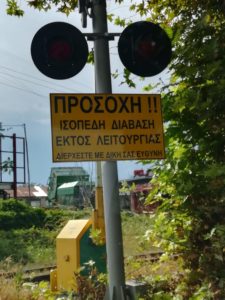 ΠΡΟΣΟΧΗ !!
ΙΣΟΠΕΔΗ ΔΙΑΒΑΣΗ
ΕΚΤΟΣ ΛΕΙΤΟΥΡΓΙΑΣ
ΔΙΕΡΧΕΣΤΕ ΜΕ ΔΙΚΗ ΣΑΣ ΕΥΘΥΝΗ